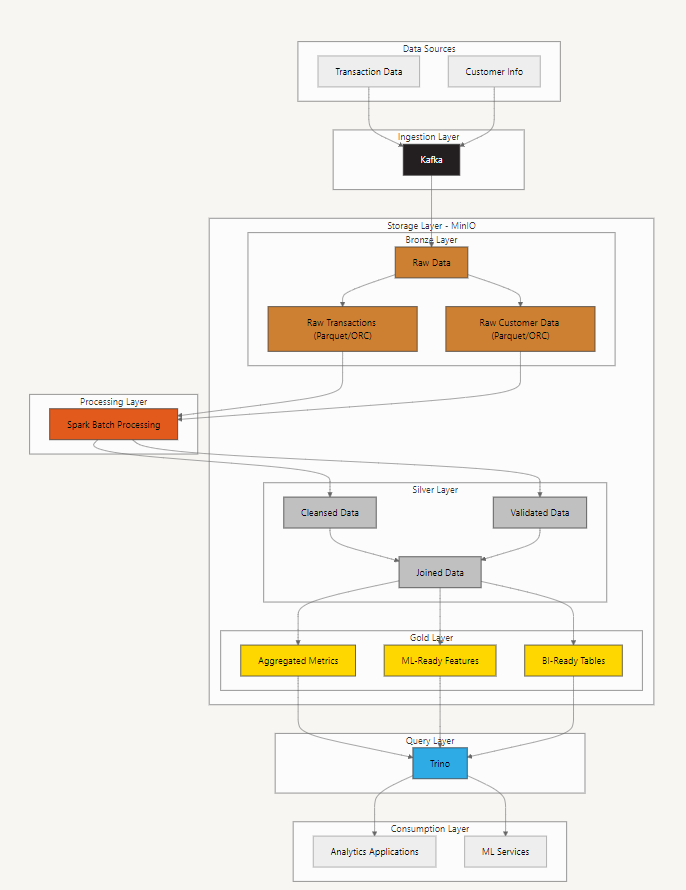 Data Sources
Transaction Data
Customer Info
Ingestion Layer
Kafka
Storage Layer - MinIO
Bronze Layer
Raw Data
Raw Transactions
(Parquet/ORC)
Raw Customer Data
(Parquet/ORC)
Processing Layer
Spark Batch Processing
Silver Layer
Cleansed Data
Validated Data
Joined Data
Gold Layer
Aggregated Metrics
ML-Ready Features
BI-Ready Tables
Query Layer
Trino
Consumption Layer
Analytics Applications
ML Services